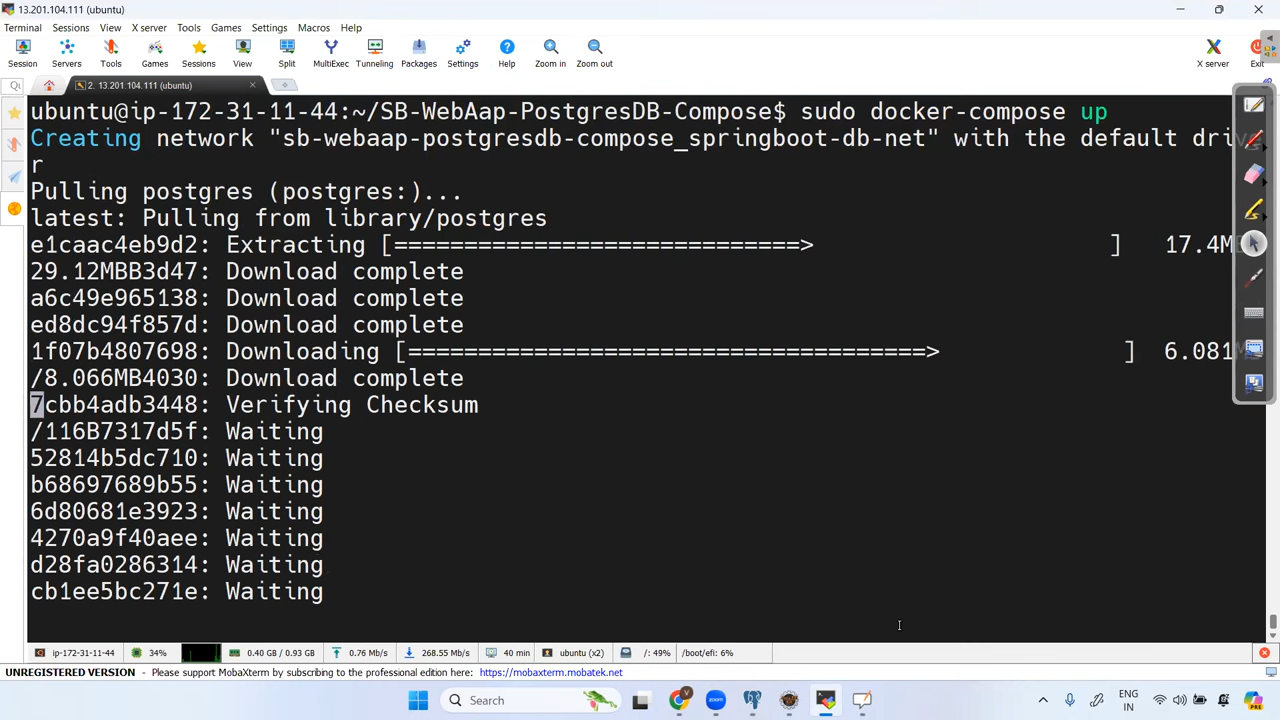 13.201.104.111 (ubuntu)
Terminal Sessions View X server Tools Games Settings Macros Help
Session Servers Tools Games Sessions View Split MultiExec Tunneling Packages Settings Help Zoom in Zoom out X server Exit
2. 13.201.104.111 (ubuntu)
ubuntu@ip-172-31-11-44:~/SB-WebAap-PostgresDB-Compose$ sudo docker-compose up
Creating network "sb-webaap-postgresdb-compose_springboot-db-net" with the default drive
r
Pulling postgres (postgres:)...
latest: Pulling from library/postgres
e1caac4eb9d2: Extracting [=============================> ] 17.4M
29.12MBB3d47: Download complete
a6c49e965138: Download complete
ed8dc94f857d: Download complete
1f07b4807698: Downloading [=====================================> ] 6.081M
/8.066MB4030: Download complete
7cbb4adb3448: Verifying Checksum
/116B7317d5f: Waiting
52814b5dc710: Waiting
b68697689b55: Waiting
6d80681e3923: Waiting
4270a9f40aee: Waiting
d28fa0286314: Waiting
cb1ee5bc271e: Waiting
ip-172-31-11-44 34% 0.40 GB / 0.93 GB 0.76 Mb/s 268.55 Mb/s 40 min ubuntu (x2) /: 49% /boot/efi: 6%
UNREGISTERED VERSION - Please support MobaXterm by subscribing to the professional edition here: https://mobaxterm.mobatek.net
Search zoom ENG
IN PRE